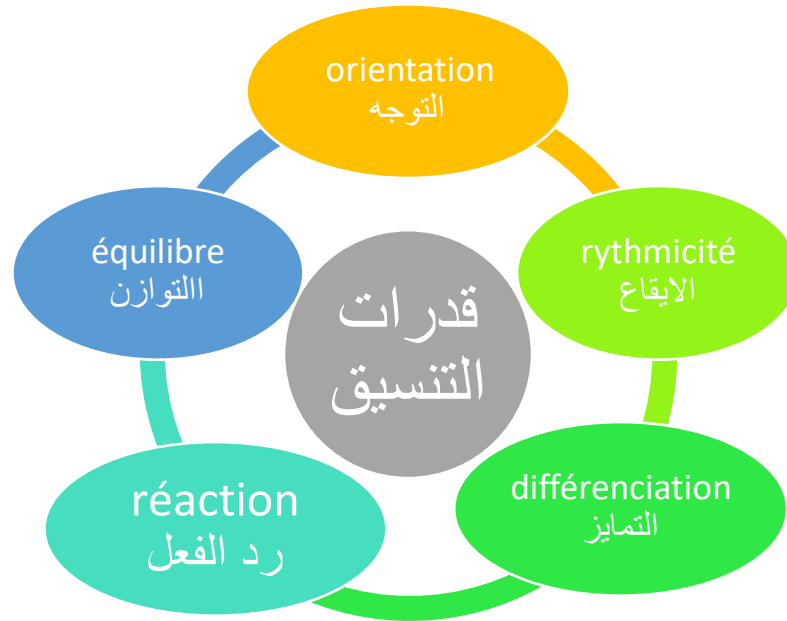 orientation
التوجه
équilibre
االتوازن
rythmicité
الايقاع
قدرات
التنسيق
réaction
رد الفعل
différenciation
التمايز